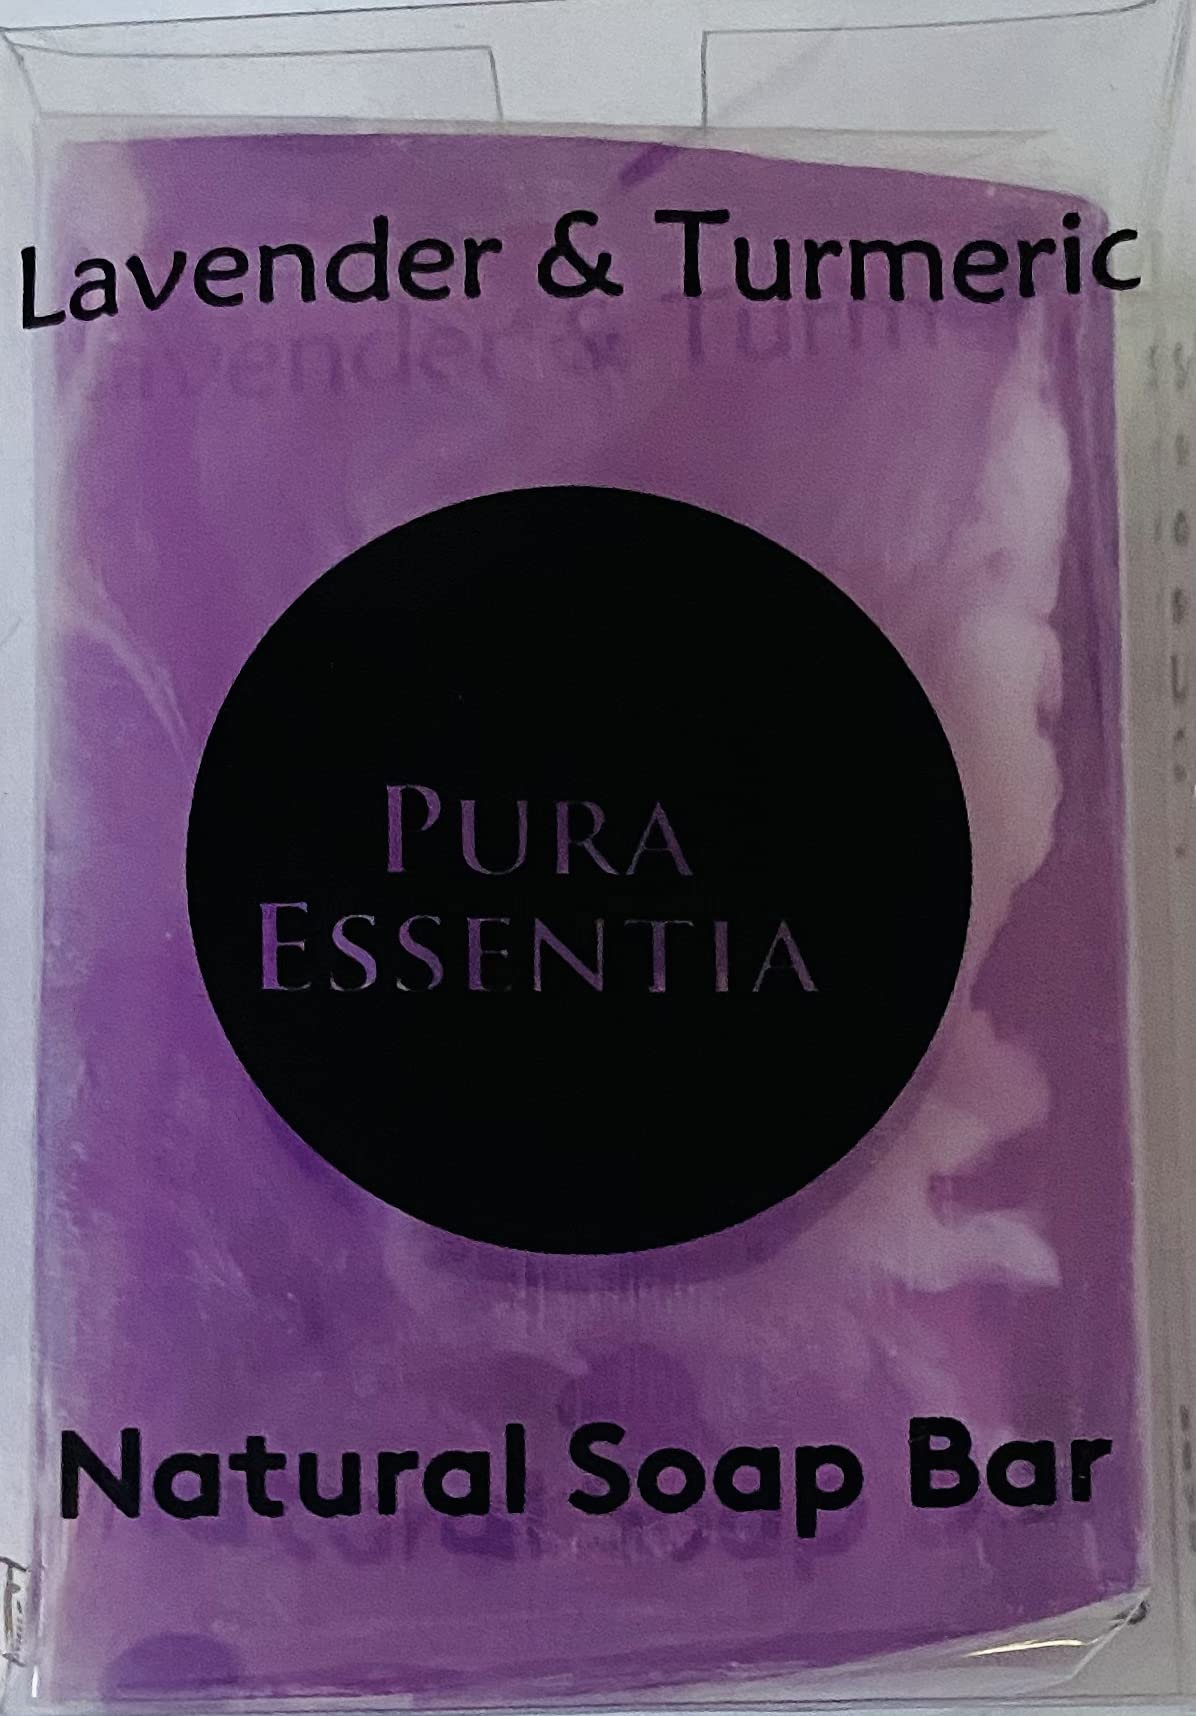 Lavender & Turmeric
PURA
ESSENTIA
Natural Soap Bar